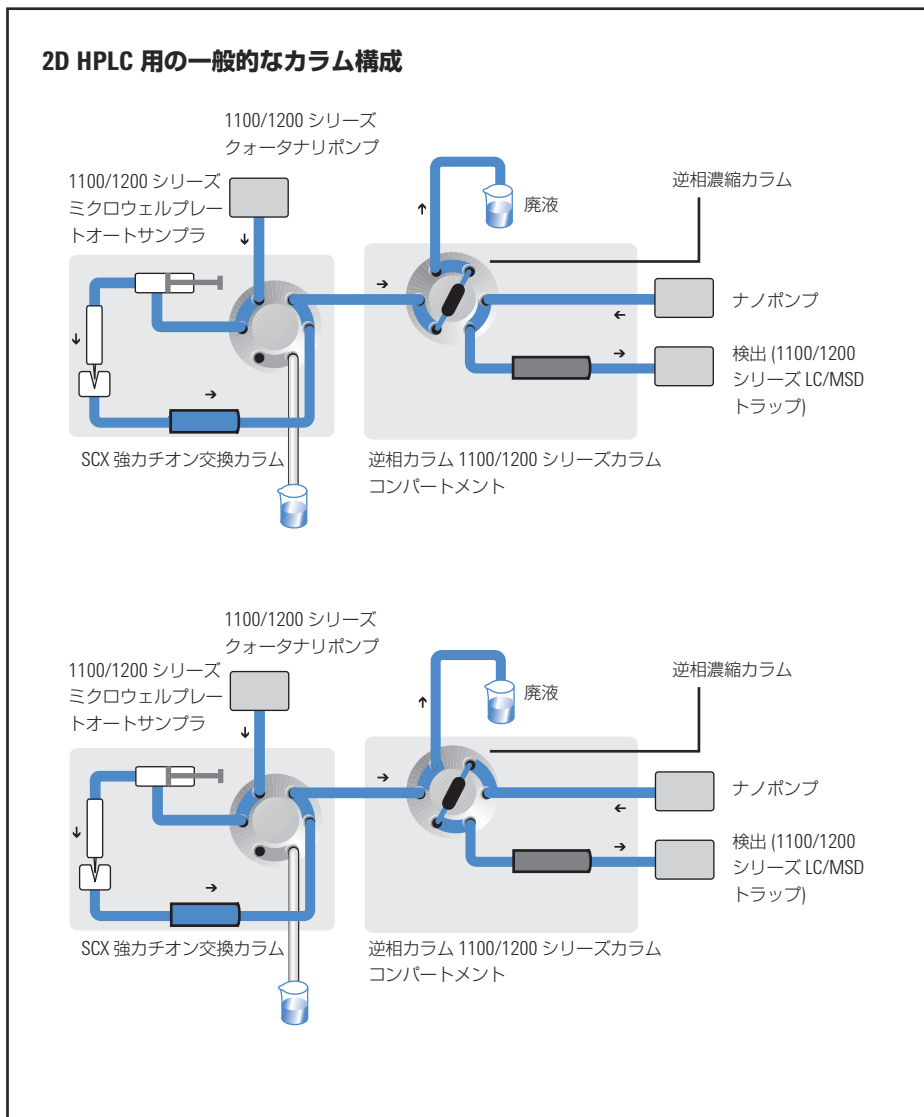 2D HPLC 用の一般的なカラム構成
1100/1200 シリーズ
クォータナリポンプ
1100/1200 シリーズ
ミクロウェルプレー
トオートサンプラ
逆相濃縮カラム
廃液
ナノポンプ
検出 (1100/1200
シリーズ LC/MSD
トラップ)
SCX 強カチオン交換カラム
逆相カラム 1100/1200 シリーズカラム
コンパートメント
1100/1200 シリーズ
クォータナリポンプ
1100/1200 シリーズ
ミクロウェルプレー
トオートサンプラ
逆相濃縮カラム
廃液
ナノポンプ
検出 (1100/1200
シリーズ LC/MSD
トラップ)
SCX 強カチオン交換カラム
逆相カラム 1100/1200 シリーズカラム
コンパートメント